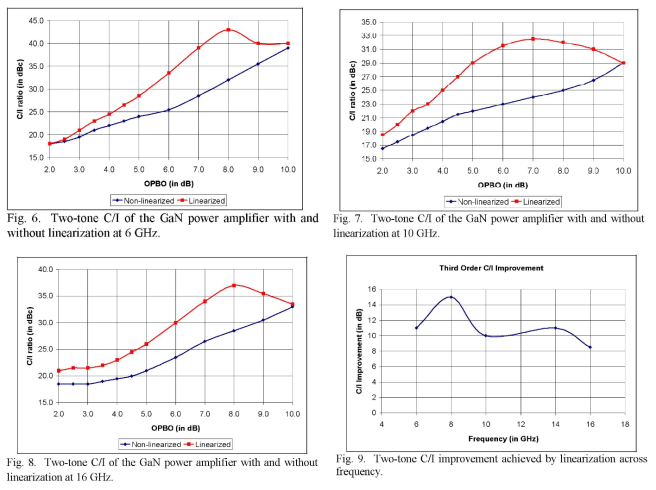 45.0
40.0
35.0
30.0
25.0
20.0
15.0
C/I ratio (in dBc)
2.0 3.0 4.0 5.0 6.0 7.0 8.0 9.0 10.0
OPBO (in dB)
Non-linearized Linearized
Fig. 6. Two-tone C/I of the GaN power amplifier with and
without linearization at 6 GHz.
35.0
33.0
31.0
29.0
27.0
25.0
23.0
21.0
19.0
17.0
15.0
C/I ratio (in dBc)
2.0 3.0 4.0 5.0 6.0 7.0 8.0 9.0 10.0
OPBO (in dB)
Non-linearized Linearized
Fig. 7. Two-tone C/I of the GaN power amplifier with and without
linearization at 10 GHz.
40.0
35.0
30.0
25.0
20.0
15.0
C/I ratio (in dBc)
2.0 3.0 4.0 5.0 6.0 7.0 8.0 9.0 10.0
OPBO (in dB)
Non-linearized Linearized
Fig. 8. Two-tone C/I of the GaN power amplifier with and without
linearization at 16 GHz.
Third Order C/I Improvement
16
14
12
10
8
6
4
2
0
C/I Improvement (in dBm)
4 6 8 10 12 14 16 18
Frequency (in GHz)
Fig. 9. Two-tone C/I improvement achieved by linearization across
frequency.